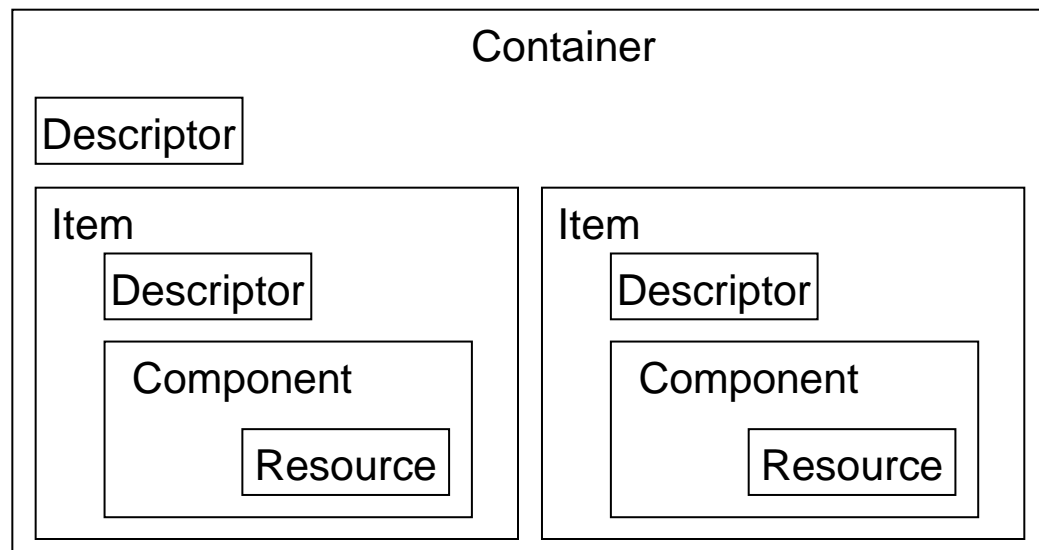 Container
Descriptor
Item
Descriptor
Component
Resource
Item
Descriptor
Component
Resource